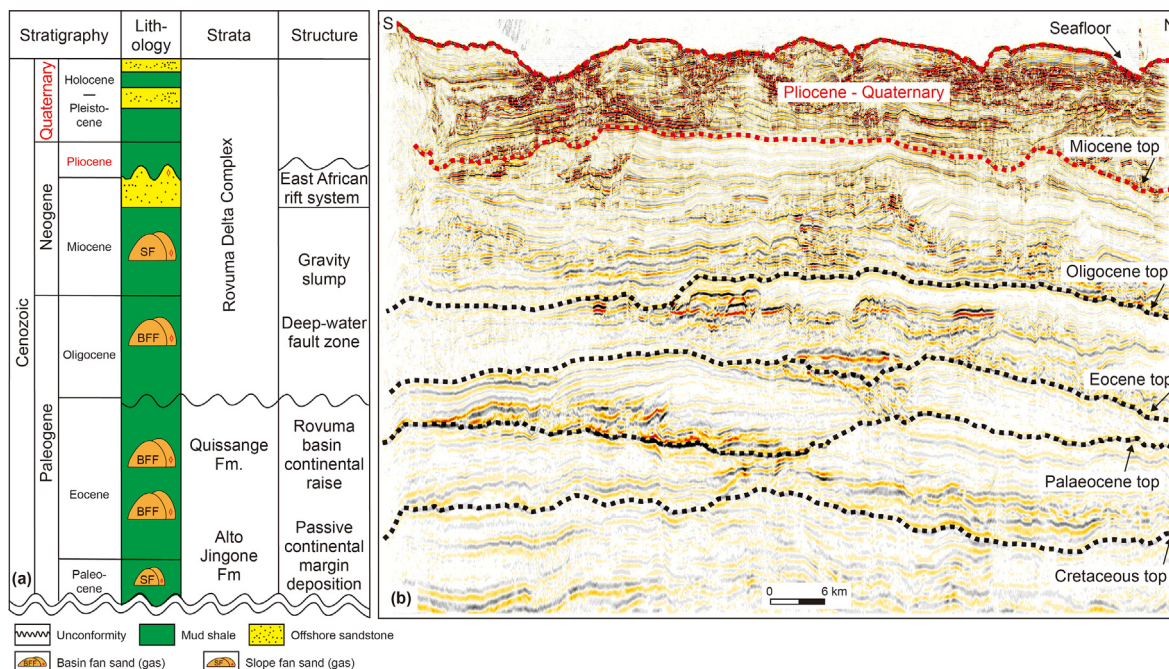 Stratigraphy
Lith-
ology
Strata
Structure
Cenozoic
Quaternary
Neogene
Paleogene
Holocene
Pleisto-
cene
Pliocene
Miocene
Oligocene
Eocene
Paleo-
cene
SF
BFF
BFF
BFF
SF
Rovuma Delta Complex
Quissange
Fm.
Alto
Jingone
Fm
East African
rift system
Gravity
slump
Deep-water
fault zone
Rovuma
basin
continental
raise
Passive
continental
margin
deposition
(a)
Unconformity
Mud shale
Offshore sandstone
BFF
Basin fan sand (gas)
SF
Slope fan sand (gas)
S
N
Seafloor
Pliocene - Quaternary
Miocene top
Oligocene top
Eocene top
Palaeocene top
Cretaceous top
(b)
0 6 km